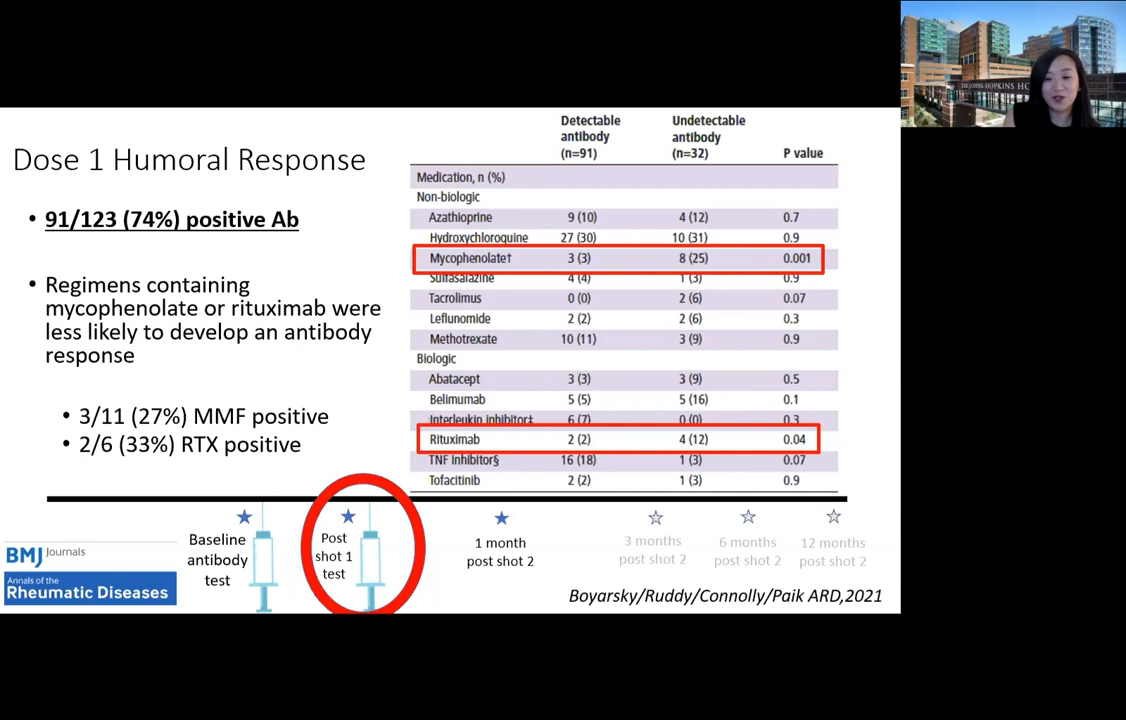 Dose 1 Humoral Response
• 91/123 (74%) positive Ab
• Regimens containing
mycophenolate or rituximab were
less likely to develop an antibody
response
• 3/11 (27%) MMF positive
• 2/6 (33%) RTX positive
Detectable antibody (n=91) Undetectable antibody (n=32) P value
Medication, n (%)
Non-biologic
Azathioprine 9 (10) 4 (12) 0.7
Hydroxychloroquine 27 (30) 10 (31) 0.9
Mycophenolate† 3 (3) 8 (25) 0.001
Sulfasalazine 4 (4) 1 (3) 0.9
Tacrolimus 0 (0) 2 (6) 0.07
Leflunomide 2 (2) 2 (6) 0.3
Methotrexate 10 (11) 3 (9) 0.9
Biologic
Abatacept 3 (3) 3 (9) 0.5
Belimumab 5 (5) 5 (16) 0.1
Interleukin inhibitor‡ 6 (7) 0 (0) 0.3
Rituximab 2 (2) 4 (12) 0.04
TNF inhibitor§ 16 (18) 1 (3) 0.07
Tofacitinib 2 (2) 1 (3) 0.9
Baseline
antibody
test
Post
shot 1
test
1 month
post shot 2
3 months
post shot 2
6 months
post shot 2
12 months
post shot 2
BMJ Journals
Annals of the
Rheumatic Diseases
Boyarsky/Ruddy/Connolly/Paik ARD,2021
JOHNS HOPKINS HO